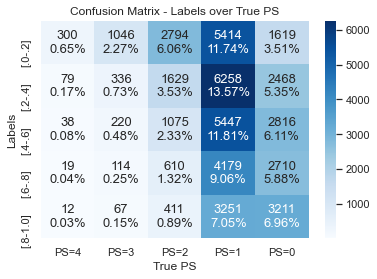 Confusion Matrix - Labels over True PS
[0-.2]
300 1046 2794 5414 1619
0.65% 2.27% 6.06% 11.74% 3.51%
[.2-.4]
79 336 1629 6258 2468
0.17% 0.73% 3.53% 13.57% 5.35%
[.4-.6]
38 220 1075 5447 2816
0.08% 0.48% 2.33% 11.81% 6.11%
[.6-.8]
19 114 610 4179 2710
0.04% 0.25% 1.32% 9.06% 5.88%
[.8-1.0]
12 67 411 3251 3211
0.03% 0.15% 0.89% 7.05% 6.96%
Labels
PS=4 PS=3 PS=2 PS=1 PS=0
True PS
6000
5000
4000
3000
2000
1000